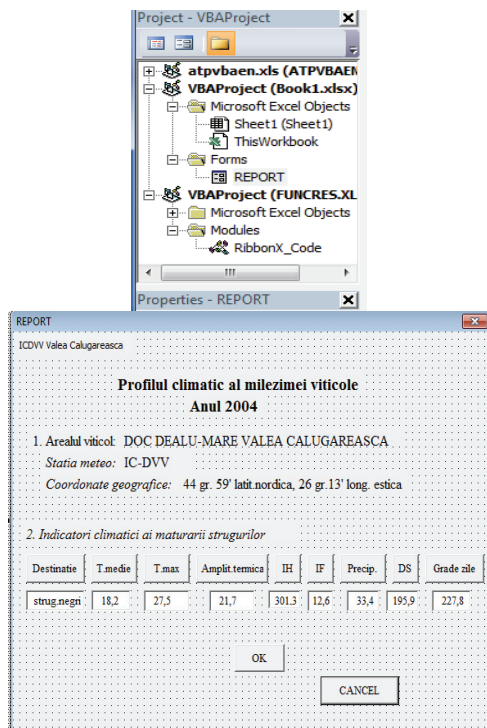 Project - VBAProject
atpvbaen.xls (ATPVBAEN
VBAProject (Book1.xlsx)
Microsoft Excel Objects
Sheet1 (Sheet1)
ThisWorkbook
Forms
REPORT
VBAProject (FUNCRES.XL
Microsoft Excel Objects
Modules
RibbonX_Code
Properties - REPORT
REPORT
ICDVV Valea Calugareasca
Profilul climatic al milezimei viticole
Anul 2004
1. Arealul viticol: DOC DEALU-MARE VALEA CALUGAREASCA
Statia meteo: IC-DVV
Coordonate geografice: 44 gr. 59' latit.nordica, 26 gr.13' long. estica
2. Indicatori climatici ai maturarii strugurilor
Destinatie T.medie T.max Amplit.termica IH IF Precip. DS Grade zile
strug.negri 18,2 27,5 21,7 301.3 12,6 33,4 195,9 227,8
OK
CANCEL